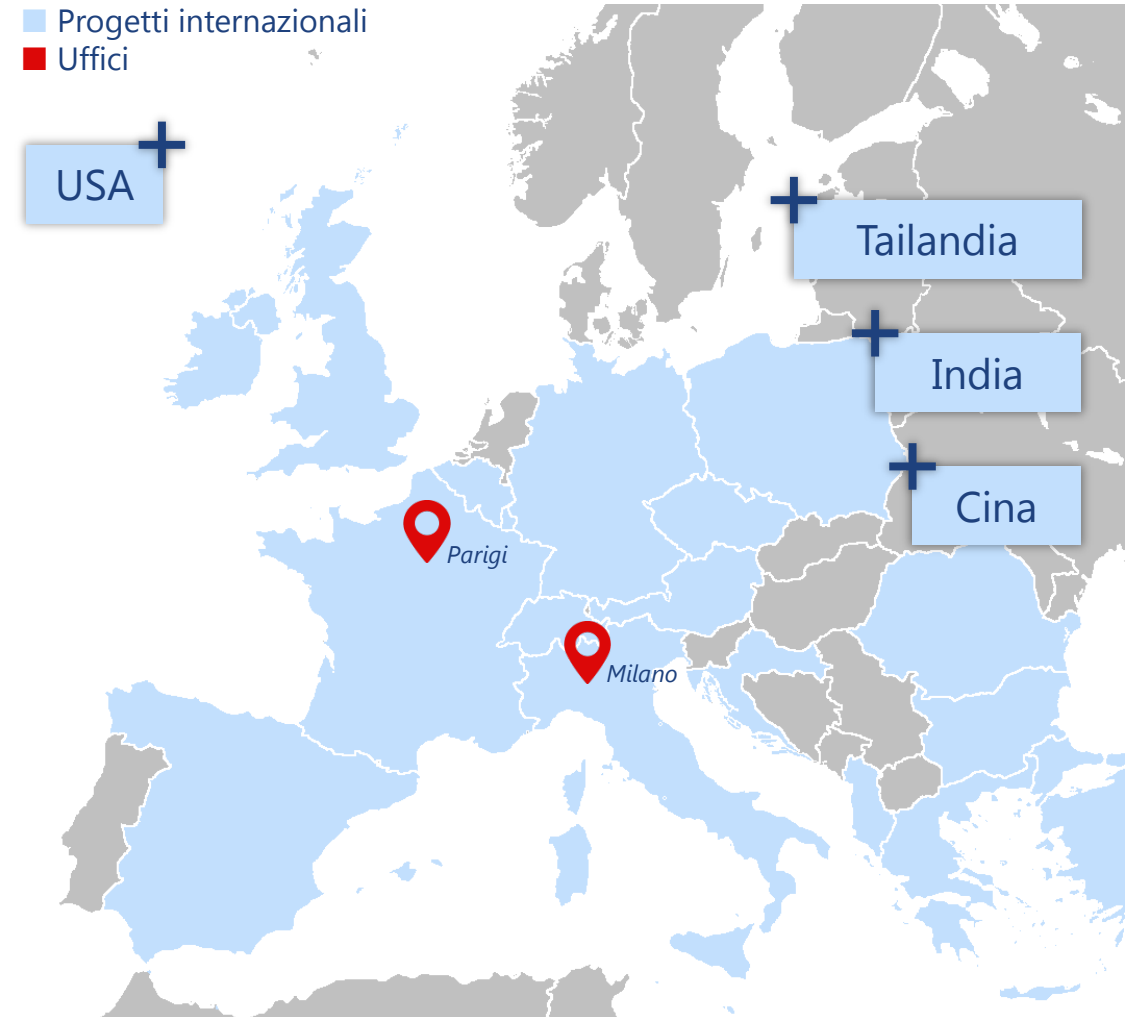 Progetti internazionali
Uffici
USA
Tailandia
India
Cina
Parigi
Milano